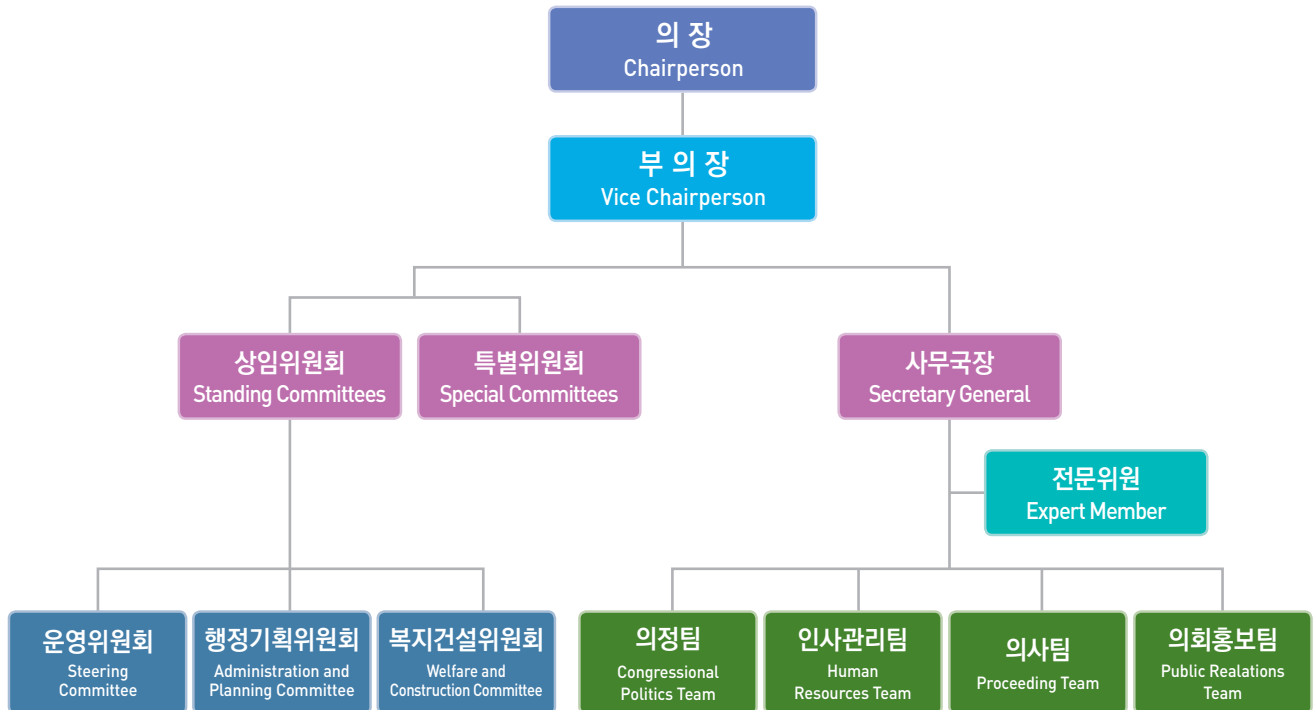 의 장
Chairperson
부 의 장
Vice Chairperson
상임위원회
Standing Committees
특별위원회
Special Committees
사무국장
Secretary General
전문위원
Expert Member
운영위원회
Steering
Committee
행정기획위원회
Administration and
Planning Committee
복지건설위원회
Welfare and
Construction Committee
의정팀
Congressional
Politics Team
인사관리팀
Human
Resources Team
의사팀
Proceeding Team
의회홍보팀
Public Realations
Team